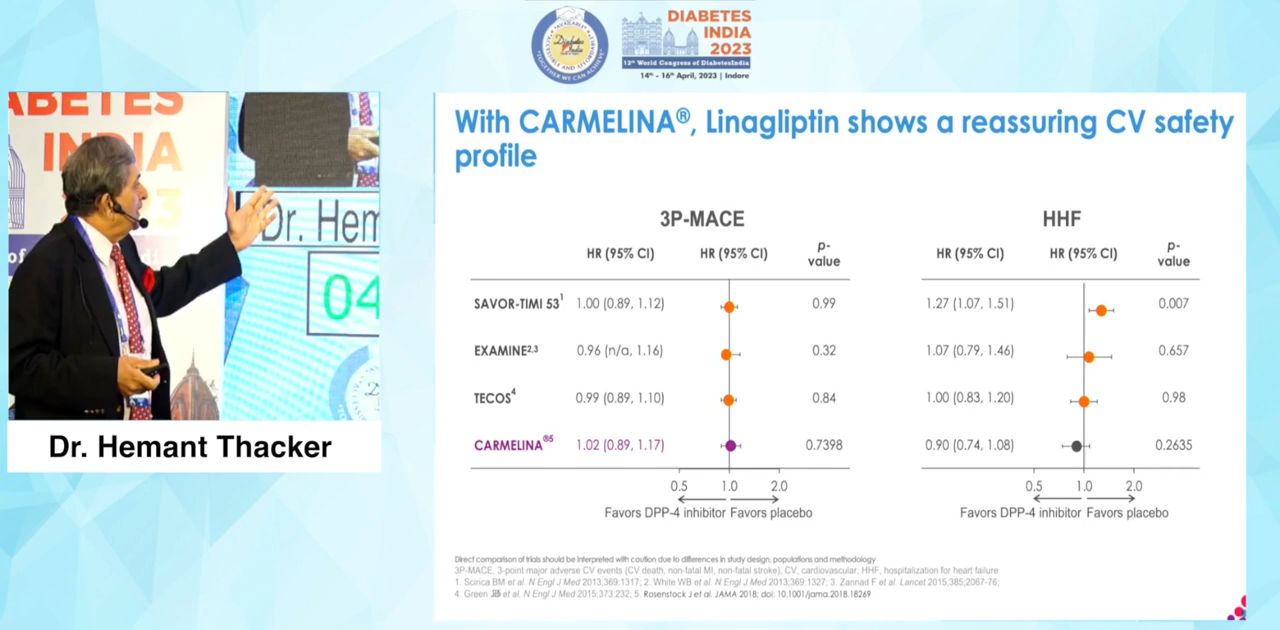 DIABETES
INDIA
2023
13th World Congress of DiabetesIndia
14th - 16th April, 2023 | Indore
Diabetes
India
TOGETHER WE CAN ACHIEVE
ABETES
INDIA
Dr. Hem
04
Dr. Hemant Thacker
With CARMELINA®, Linagliptin shows a reassuring CV safety
profile
3P-MACE
HR (95% CI) HR (95% CI) p-value
SAVOR-TIMI 53¹ 1.00 (0.89, 1.12) 0.99
EXAMINE²,³ 0.96 (n/a, 1.16) 0.32
TECOS⁴ 0.99 (0.89, 1.10) 0.84
CARMELINA®⁵ 1.02 (0.89, 1.17) 0.7398
0.5 1.0 2.0
Favors DPP-4 inhibitor Favors placebo
HHF
HR (95% CI) HR (95% CI) p-value
1.27 (1.07, 1.51) 0.007
1.07 (0.79, 1.46) 0.657
1.00 (0.83, 1.20) 0.98
0.90 (0.74, 1.08) 0.2635
0.5 1.0 2.0
Favors DPP-4 inhibitor Favors placebo
Direct comparison of trials should be interpreted with caution due to differences in study design, populations and methodology
3P-MACE, 3-point major adverse CV events (CV death, non-fatal MI, non-fatal stroke); CV, cardiovascular; HHF, hospitalization for heart failure
1. Scirica BM et al. N Engl J Med 2013;369:1317; 2. White WB et al. N Engl J Med 2013;369:1327; 3. Zannad F et al. Lancet 2015;385:2067-76;
4. Green JB et al. N Engl J Med 2015;373:232; 5. Rosenstock J et al. JAMA 2018; doi: 10.1001/jama.2018.18269